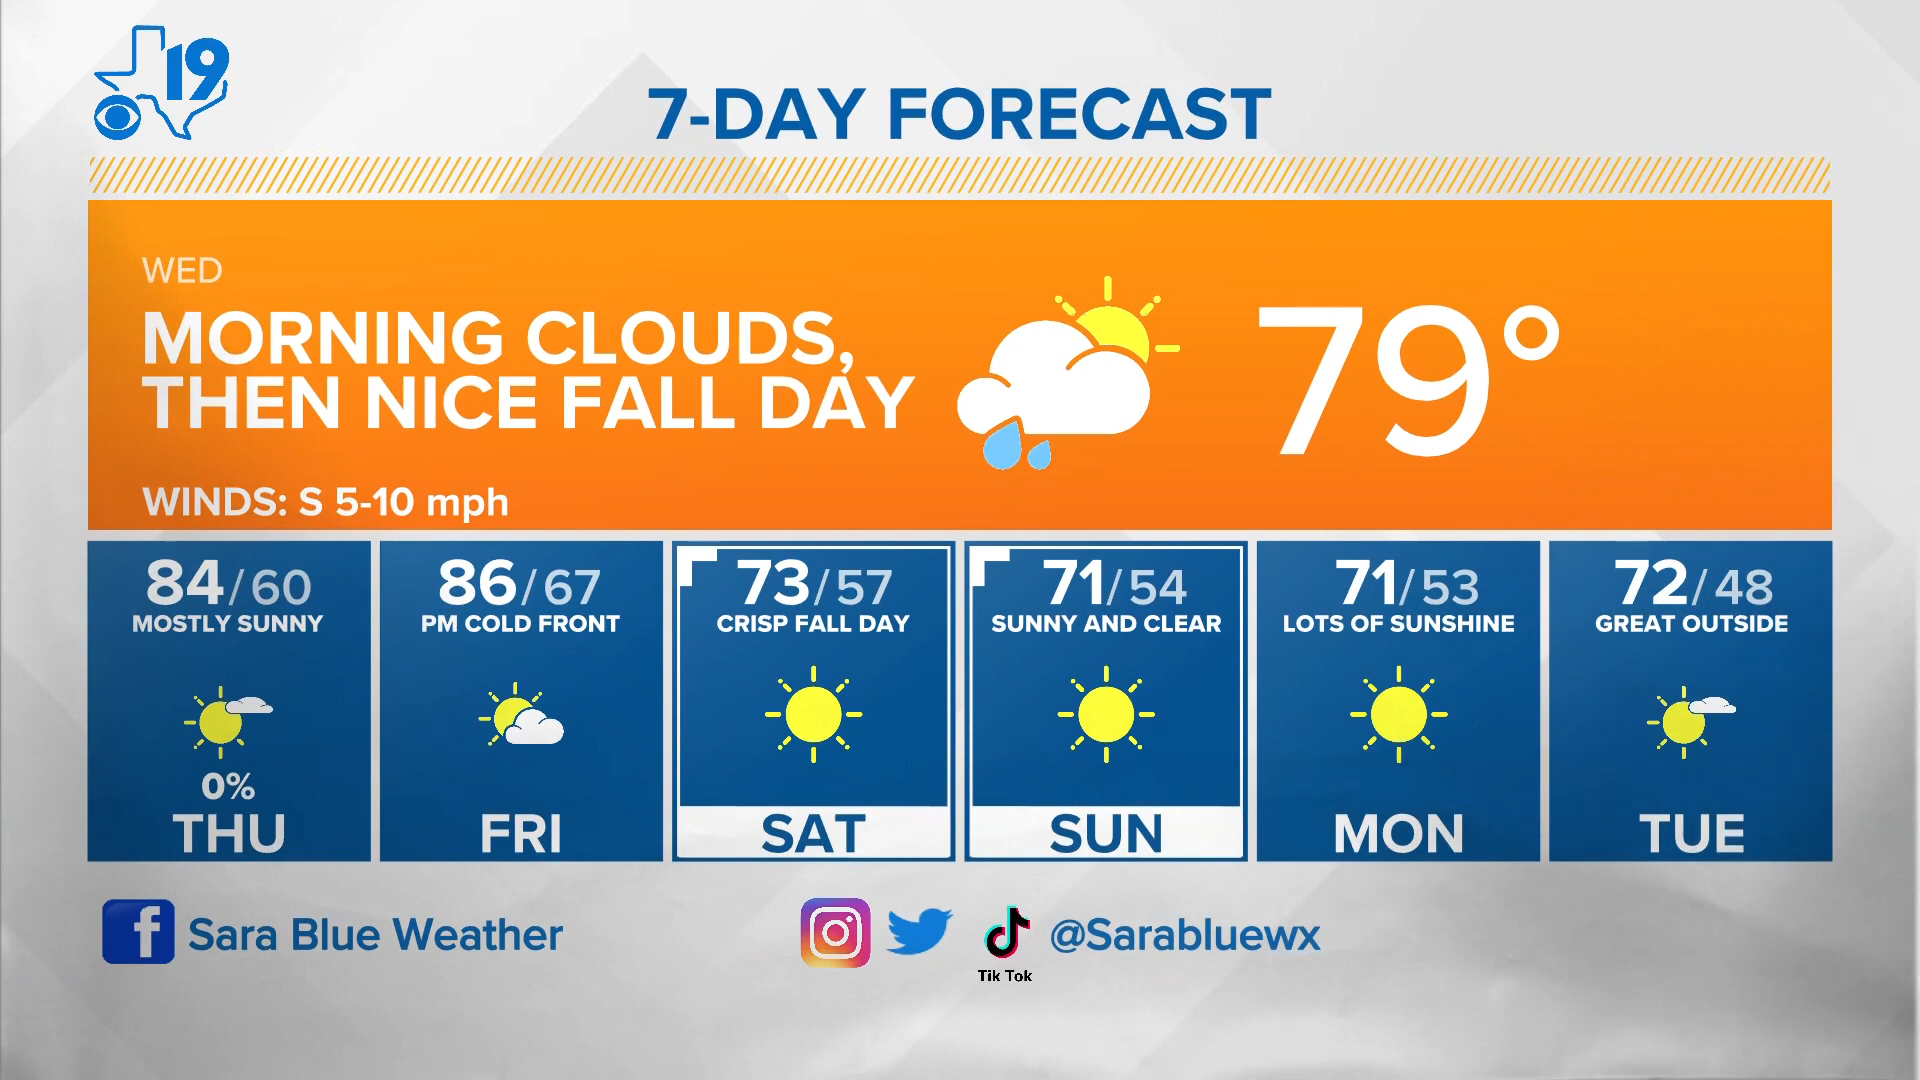 19
7-DAY FORECAST
WED
MORNING CLOUDS,
THEN NICE FALL DAY
79°
WINDS: S 5-10 mph
84/60
MOSTLY SUNNY
0%
THU
86/67
PM COLD FRONT
FRI
73/57
CRISP FALL DAY
SAT
71/54
SUNNY AND CLEAR
SUN
71/53
LOTS OF SUNSHINE
MON
72/48
GREAT OUTSIDE
TUE
f Sara Blue Weather
@Sarabluewx
Tik Tok